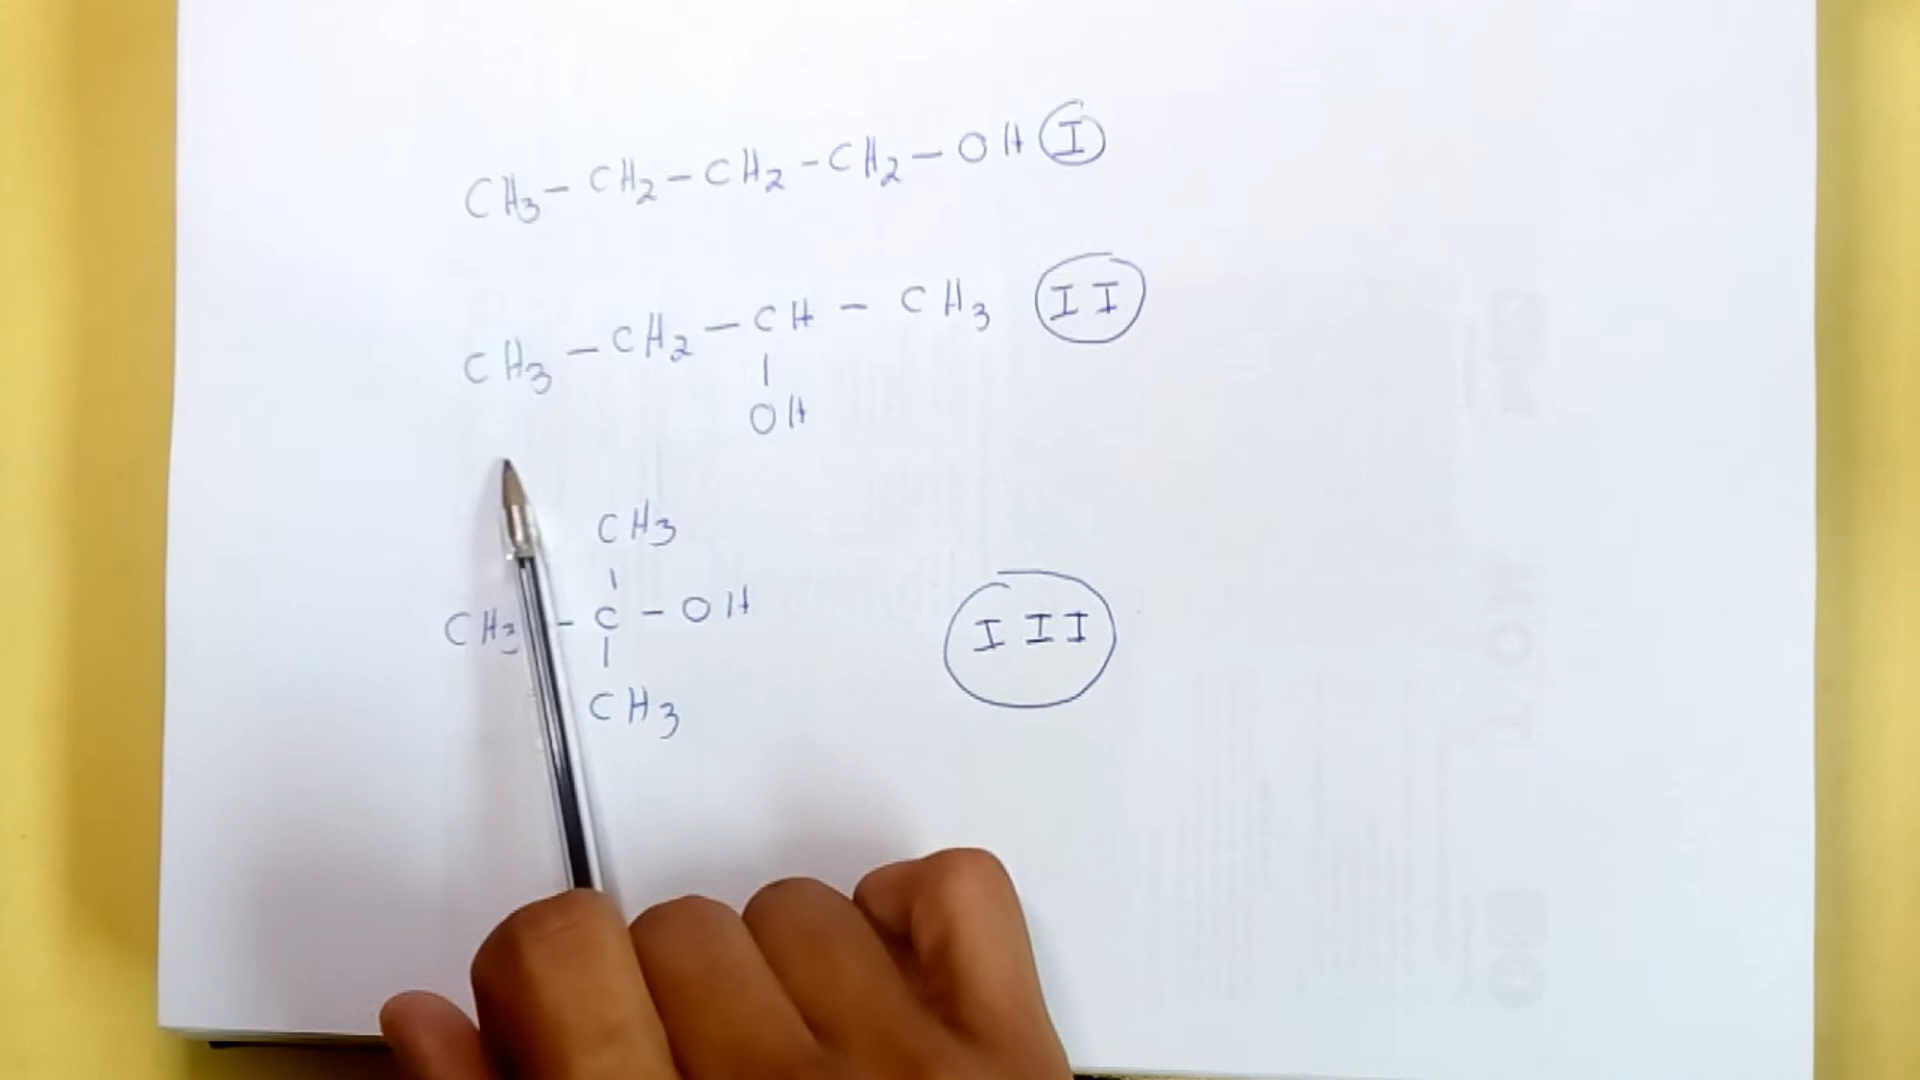 CH3 - CH2 - CH2 - CH2 - OH I
CH3 - CH2 - CH - CH3 II
|
OH
CH3
|
CH3 - C - OH III
|
CH3